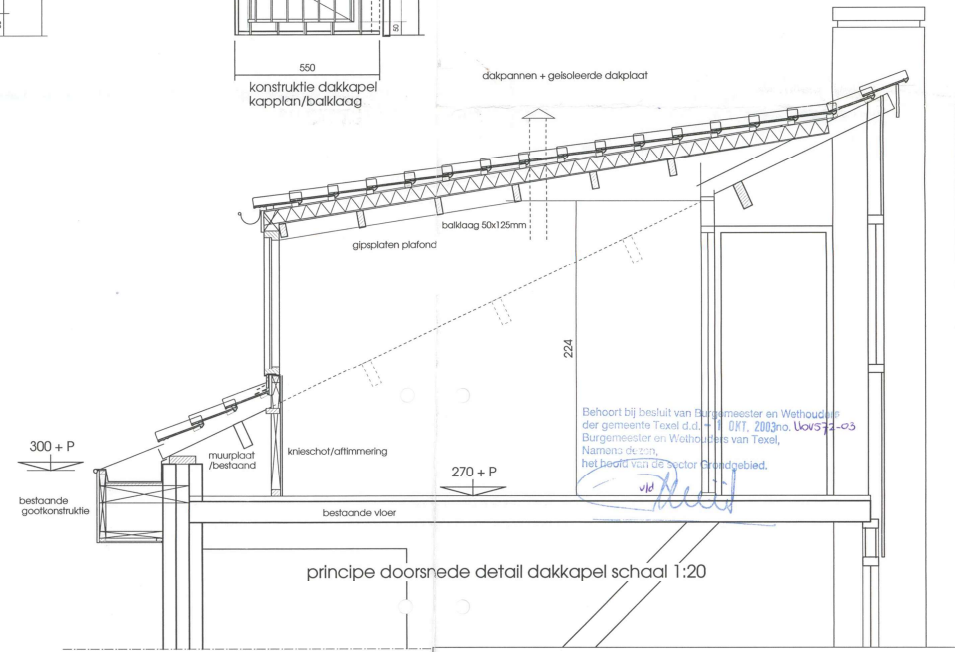 50
550
konstruktie dakkapel
kapplan/balklaag
dakpannen + geisoleerde dakplaat
balklaag 50x125mm
gipsplaten plafond
224
Behoort bij besluit van Burgemeester en Wethouders
der gemeente Texel d.d. - 1 OKT. 2003 no.
Burgemeester en Wethouders van Texel,
Namens dezen,
het hoofd van de sector Grondgebied.
300 + P
muurplaat
/bestaand
knieschot/aftimmering
270 + P
bestaande
gootkonstruktie
bestaande vloer
principe doorsnede detail dakkapel schaal 1:20